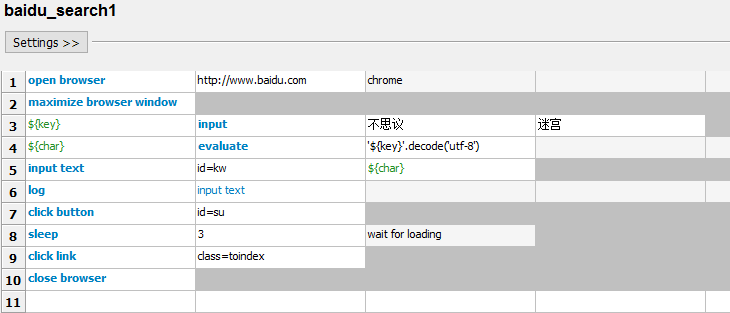 baidu_search1
Settings >>
1 open browser http://www.baidu.com chrome
2 maximize browser window
3 ${key} input 不思议 迷宫
4 ${char} evaluate '${key}'.decode('utf-8')
5 input text id=kw ${char}
6 log input text
7 click button id=su
8 sleep 3 wait for loading
9 click link class=toindex
10 close browser
11